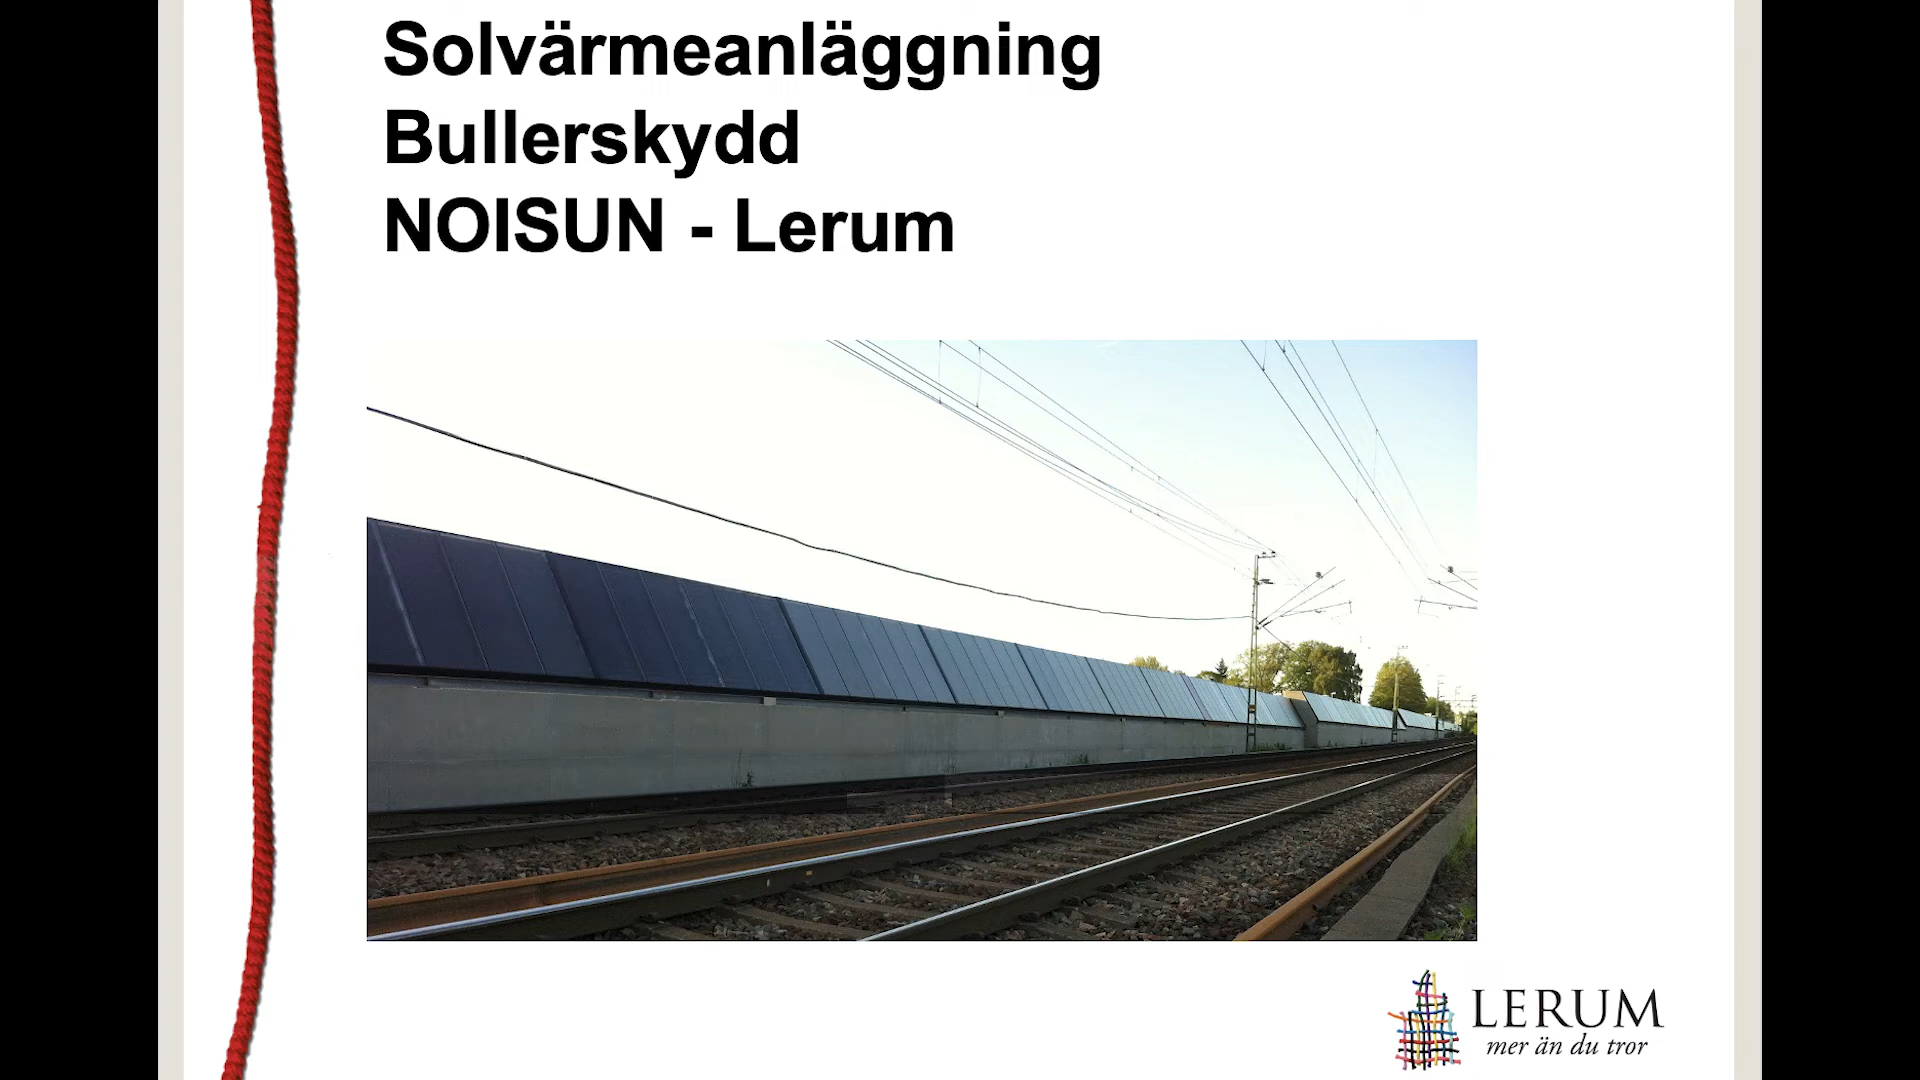 Solvärmeanläggning
Bullerskydd
NOISUN - Lerum
LERUM
mer än du tror